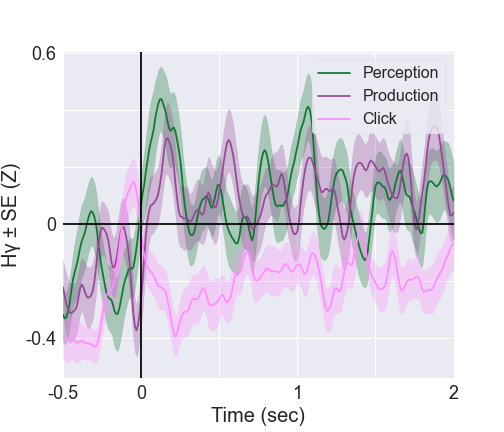 0.6
Perception
Production
Click
Hγ ± SE (Z)
0
-0.4
-0.5
0
1
2
Time (sec)